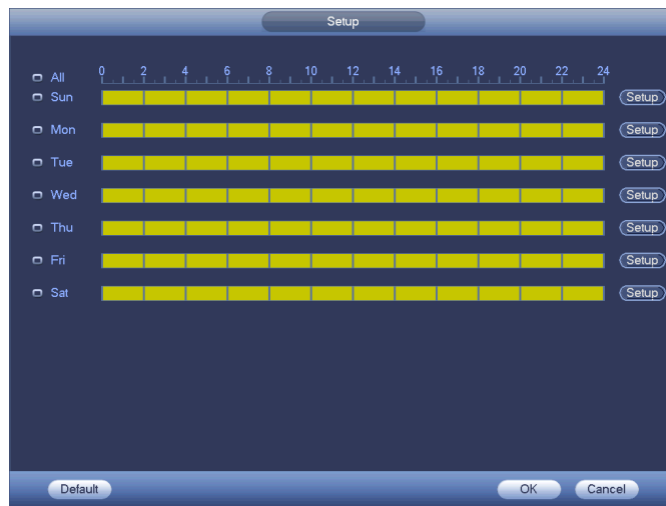 Setup
All 0 2 4 6 8 10 12 14 16 18 20 22 24
Sun Setup
Mon Setup
Tue Setup
Wed Setup
Thu Setup
Fri Setup
Sat Setup
Default OK Cancel